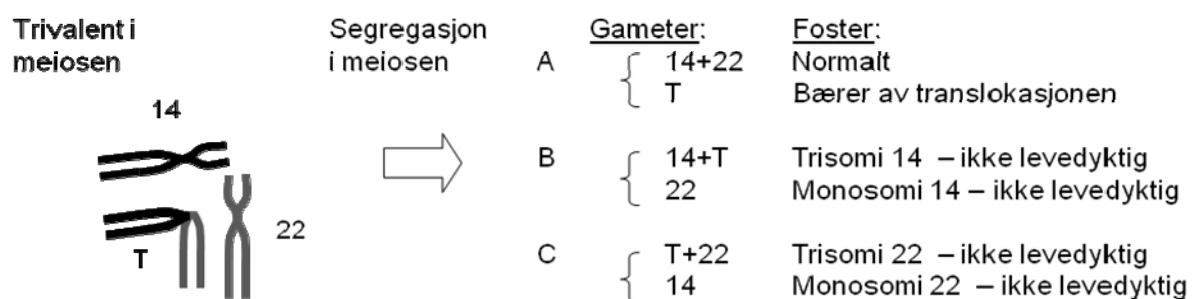 Trivalent i
meiosen
Segregasjon
i meiosen
Gameter:
Foster:
A
14+22
Normalt
T
Bærer av translokasjonen
14
B
14+T
Trisomi 14 – ikke levedyktig
22
Monosomi 14 – ikke levedyktig
T
22
C
T+22
Trisomi 22 – ikke levedyktig
14
Monosomi 22 – ikke levedyktig